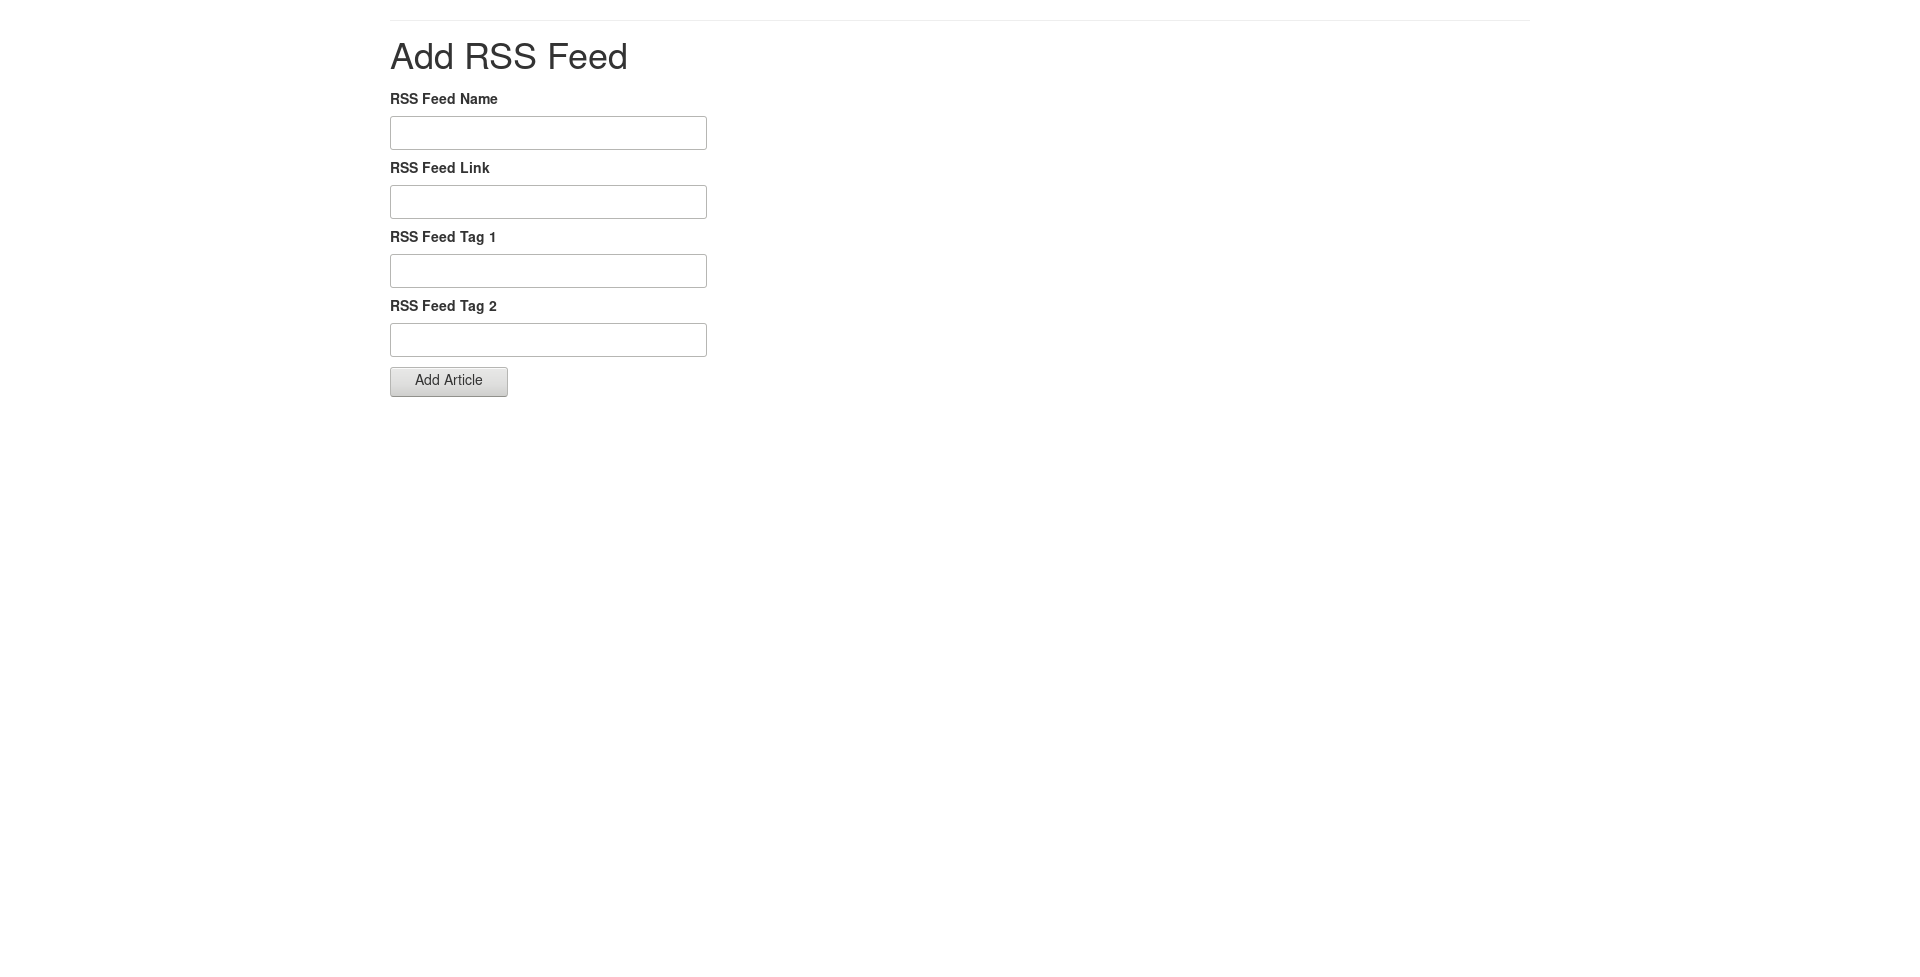 Add RSS Feed
RSS Feed Name
RSS Feed Link
RSS Feed Tag 1
RSS Feed Tag 2
Add Article